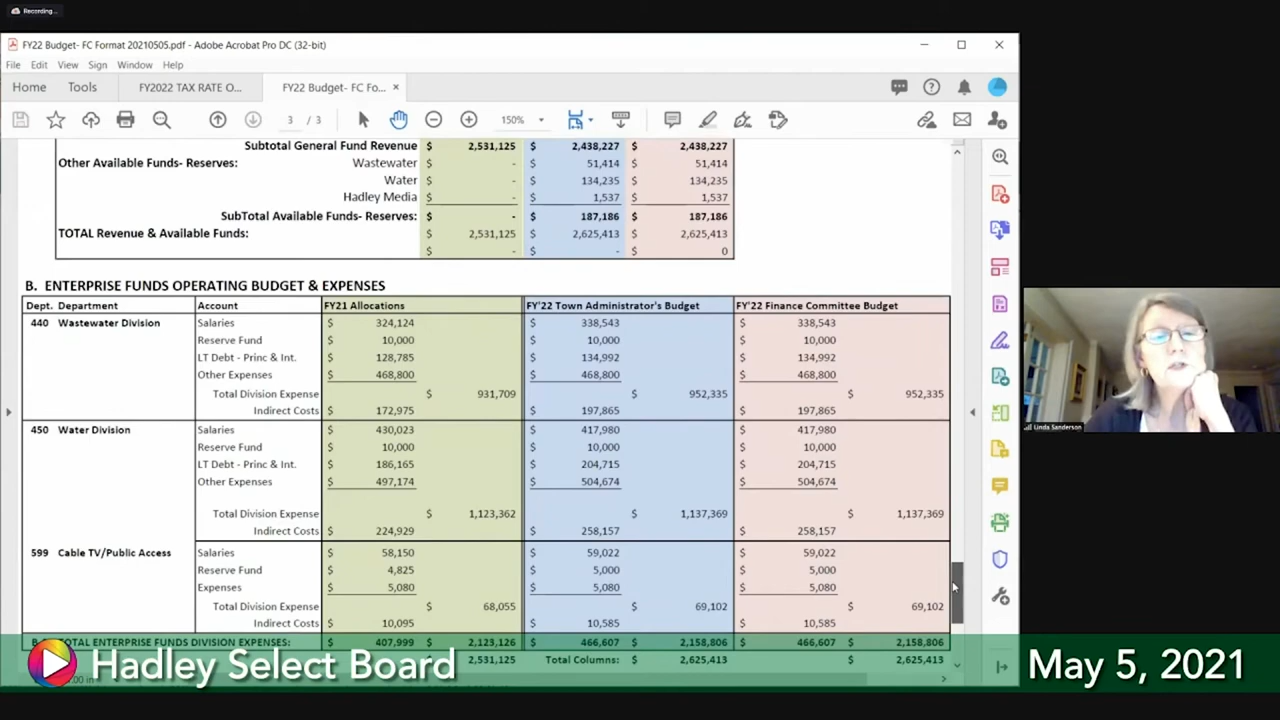 Recording...
FY22 Budget- FC Format 20210505.pdf - Adobe Acrobat Pro DC (32-bit)
File Edit View Sign Window Help
Home Tools FY2022 TAX RATE O... FY22 Budget- FC Fo... ×
3 / 3 150%
Subtotal General Fund Revenue $ 2,531,125 $ 2,438,227 $ 2,438,227
Other Available Funds- Reserves: Wastewater $ - $ 51,414 $ 51,414
Water $ - $ 134,235 $ 134,235
Hadley Media $ - $ 1,537 $ 1,537
SubTotal Available Funds- Reserves: $ - $ 187,186 $ 187,186
TOTAL Revenue & Available Funds: $ 2,531,125 $ 2,625,413 $ 2,625,413
$ - $ - $ 0
B. ENTERPRISE FUNDS OPERATING BUDGET & EXPENSES
Dept. Department Account FY21 Allocations FY'22 Town Administrator's Budget FY'22 Finance Committee Budget
440 Wastewater Division Salaries $ 324,124 $ 338,543 $ 338,543
Reserve Fund $ 10,000 $ 10,000 $ 10,000
LT Debt - Princ & Int. $ 128,785 $ 134,992 $ 134,992
Other Expenses $ 468,800 $ 468,800 $ 468,800
Total Division Expense $ 931,709 $ 952,335 $ 952,335
Indirect Costs $ 172,975 $ 197,865 $ 197,865
450 Water Division Salaries $ 430,023 $ 417,980 $ 417,980
Reserve Fund $ 10,000 $ 10,000 $ 10,000
LT Debt - Princ & Int. $ 186,165 $ 204,715 $ 204,715
Other Expenses $ 497,174 $ 504,674 $ 504,674
Total Division Expense $ 1,123,362 $ 1,137,369 $ 1,137,369
Indirect Costs $ 224,929 $ 258,157 $ 258,157
599 Cable TV/Public Access Salaries $ 58,150 $ 59,022 $ 59,022
Reserve Fund $ 4,825 $ 5,000 $ 5,000
Expenses $ 5,080 $ 5,080 $ 5,080
Total Division Expense $ 68,055 $ 69,102 $ 69,102
Indirect Costs $ 10,095 $ 10,585 $ 10,585
TOTAL ENTERPRISE FUNDS DIVISION EXPENSES: $ 407,999 $ 2,123,126 $ 466,607 $ 2,158,806 $ 466,607 $ 2,158,806
$ 2,531,125 Total Columns: $ 2,625,413 $ 2,625,413
Linda Sanderson
Hadley Select Board
May 5, 2021